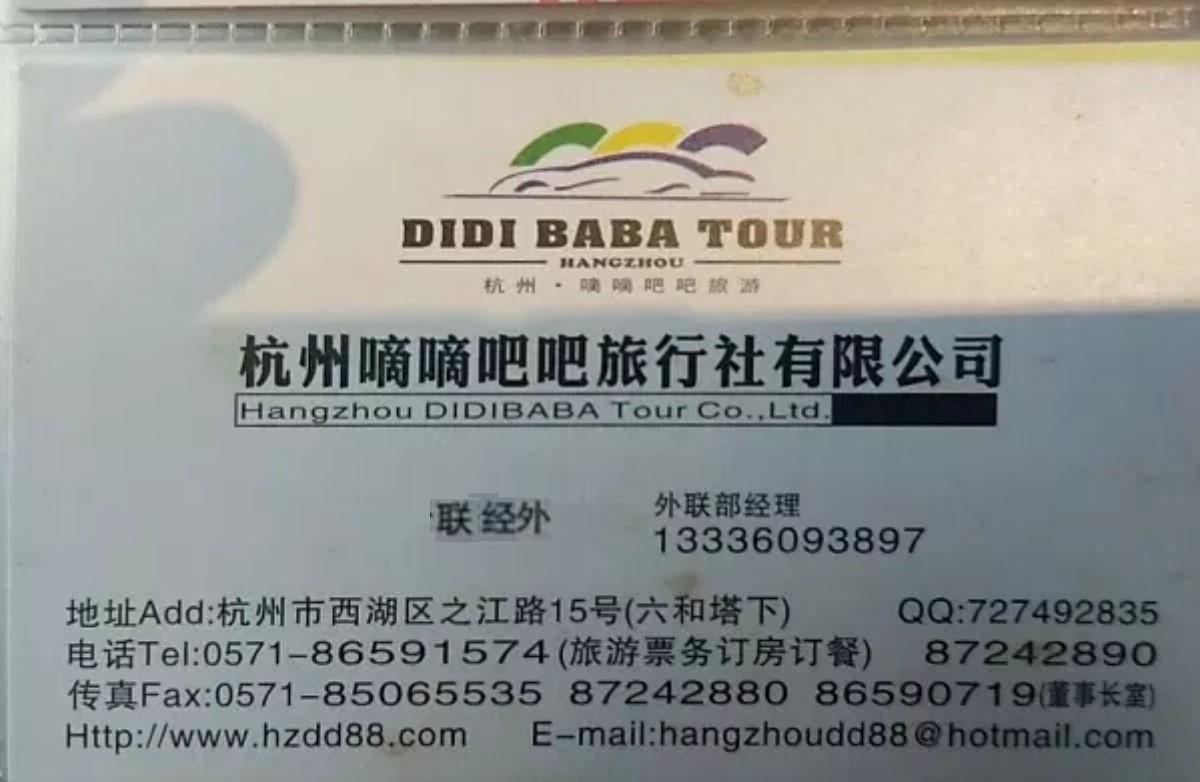 DIDI BABA TOUR
HANGZHOU
杭州·嘀嘀吧吧旅游
杭州嘀嘀吧吧旅行社有限公司
Hangzhou DIDIBABA Tour Co.,Ltd.
联 经外 外联部经理
13336093897
地址Add:杭州市西湖区之江路15号(六和塔下) QQ:727492835
电话Tel:0571-86591574(旅游票务订房订餐) 87242890
传真Fax:0571-85065535 87242880 86590719(董事长室)
Http://www.hzdd88.com E-mail:hangzhoudd88@hotmail.com